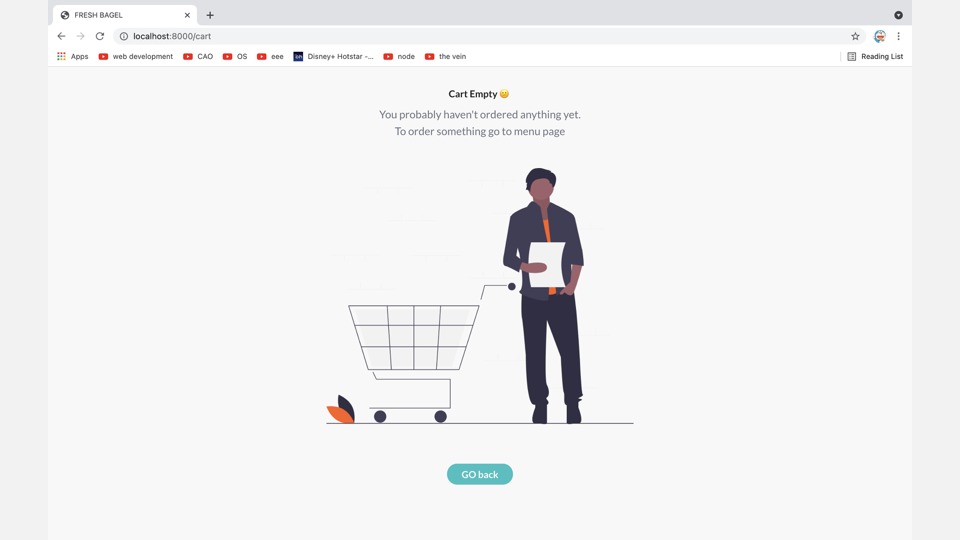 FRESH BAGEL
localhost:8000/cart
Apps web development CAO OS eee Disney+ Hotstar -... node the vein Reading List
Cart Empty 😕
You probably haven't ordered anything yet.
To order something go to menu page
GO back